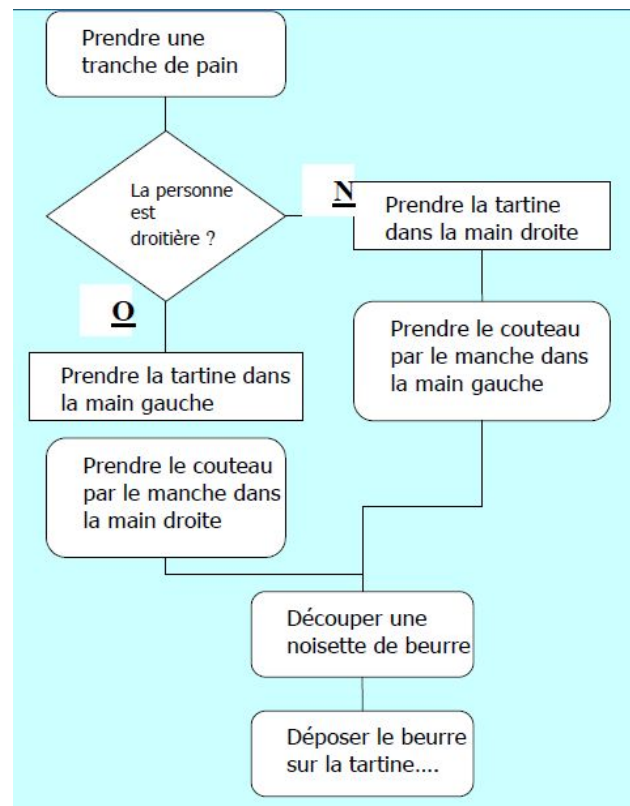 Prendre une
tranche de pain
La personne
est
droitière ?
N
Prendre la tartine
dans la main droite
Prendre le couteau
par le manche dans
la main gauche
O
Prendre la tartine dans
la main gauche
Prendre le couteau
par le manche dans
la main droite
Découper une
noisette de beurre
Déposer le beurre
sur la tartine....